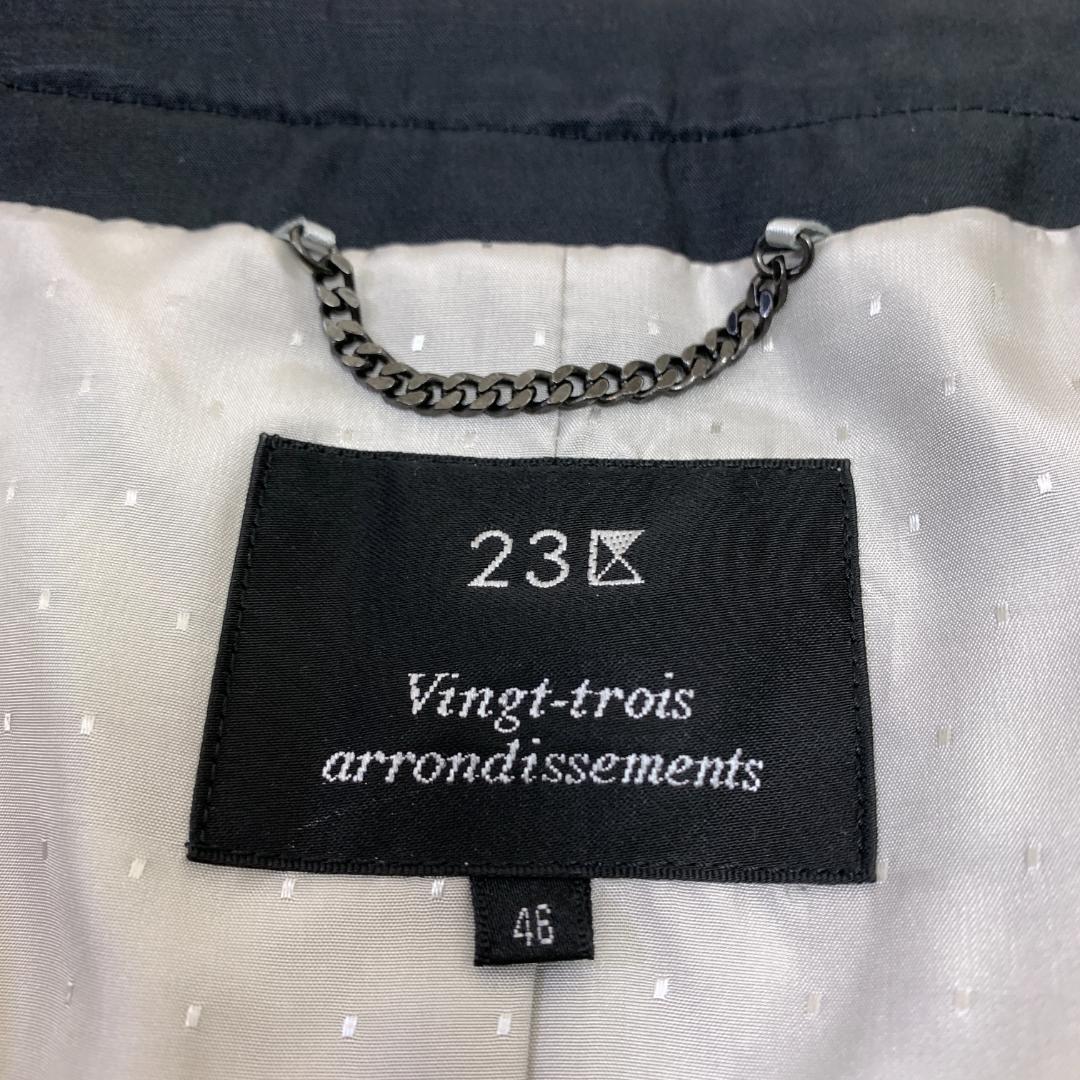 23区
Vingt-trois
arrondissements
46